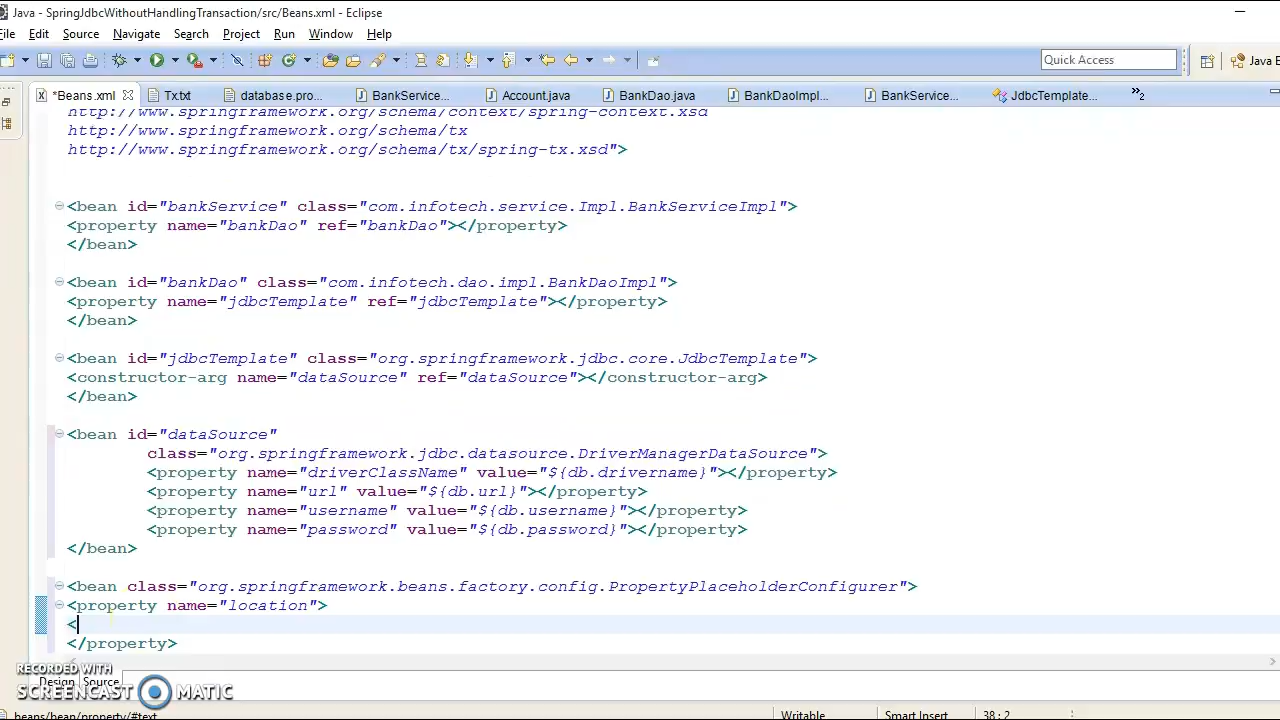 Java - SpringJdbcWithoutHandlingTransaction/src/Beans.xml - Eclipse
File Edit Source Navigate Search Project Run Window Help
Quick Access Java E
*Beans.xml Tx.txt database.pro... BankService... Account.java BankDao.java BankDaoImpl... BankService... JdbcTemplate... »2
http://www.springframework.org/schema/context/spring-context.xsd
http://www.springframework.org/schema/tx
http://www.springframework.org/schema/tx/spring-tx.xsd">
<bean id="bankService" class="com.infotech.service.Impl.BankServiceImpl">
<property name="bankDao" ref="bankDao"></property>
</bean>
<bean id="bankDao" class="com.infotech.dao.impl.BankDaoImpl">
<property name="jdbcTemplate" ref="jdbcTemplate"></property>
</bean>
<bean id="jdbcTemplate" class="org.springframework.jdbc.core.JdbcTemplate">
<constructor-arg name="dataSource" ref="dataSource"></constructor-arg>
</bean>
<bean id="dataSource"
class="org.springframework.jdbc.datasource.DriverManagerDataSource">
<property name="driverClassName" value="${db.drivername}"></property>
<property name="url" value="${db.url}"></property>
<property name="username" value="${db.username}"></property>
<property name="password" value="${db.password}"></property>
</bean>
<bean class="org.springframework.beans.factory.config.PropertyPlaceholderConfigurer">
<property name="location">
<
</property>
RECORDED WITH
SCREENCAST MATIC
Design Source
beans/bean/property/#text Writable Smart Insert 38 : 2